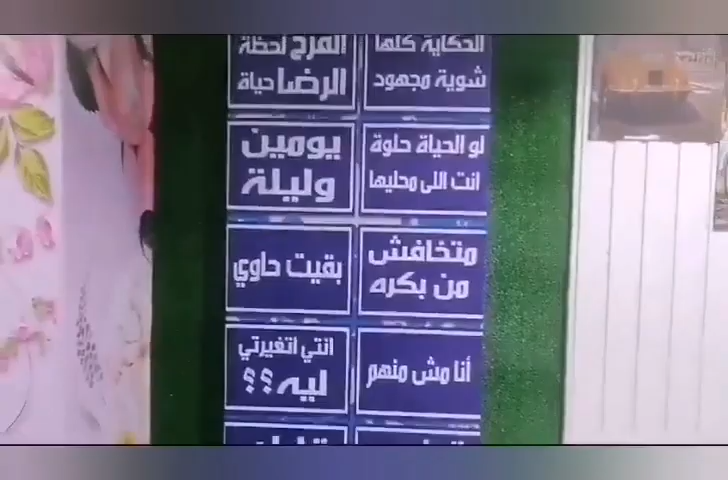 الحكاية كلها
شوية مجهود
الفرح لحظة
الرضا حياة
لو الحياة حلوة
انت اللى محليها
يومين
وليلة
متخافش
من بكره
بقيت حاوي
أنا مش منهم
انتي اتغيرتي
ليه؟؟